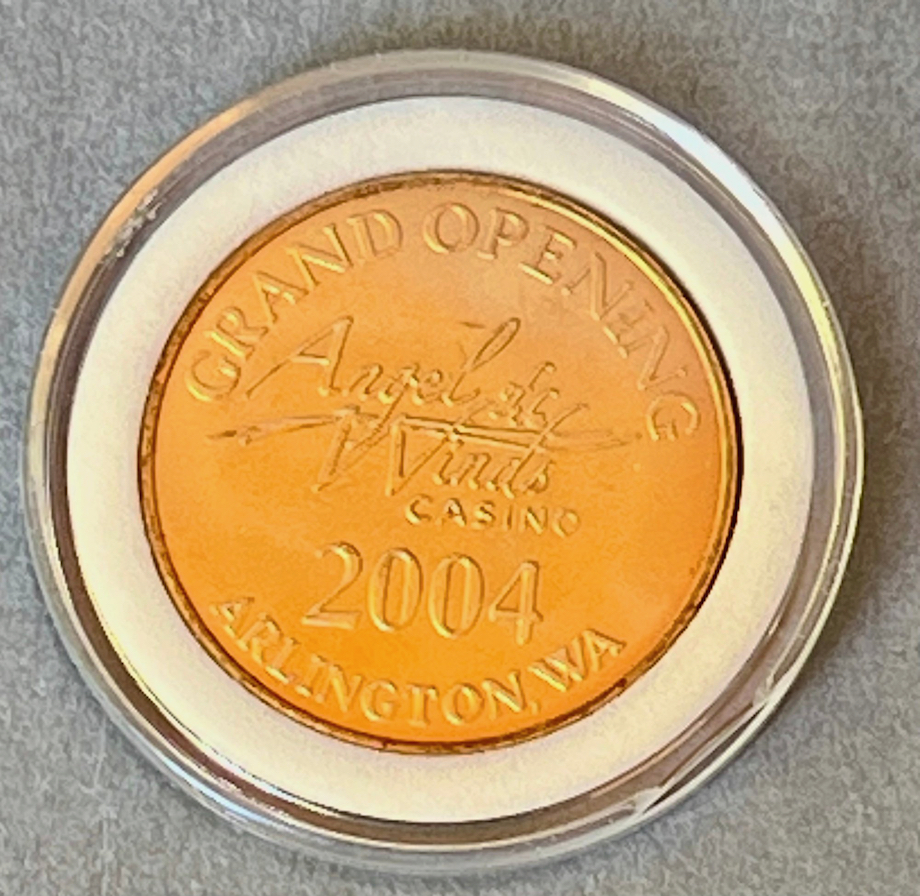 GRAND OPENING
Angel of the
Winds
CASINO
2004
ARLINGTON, WA